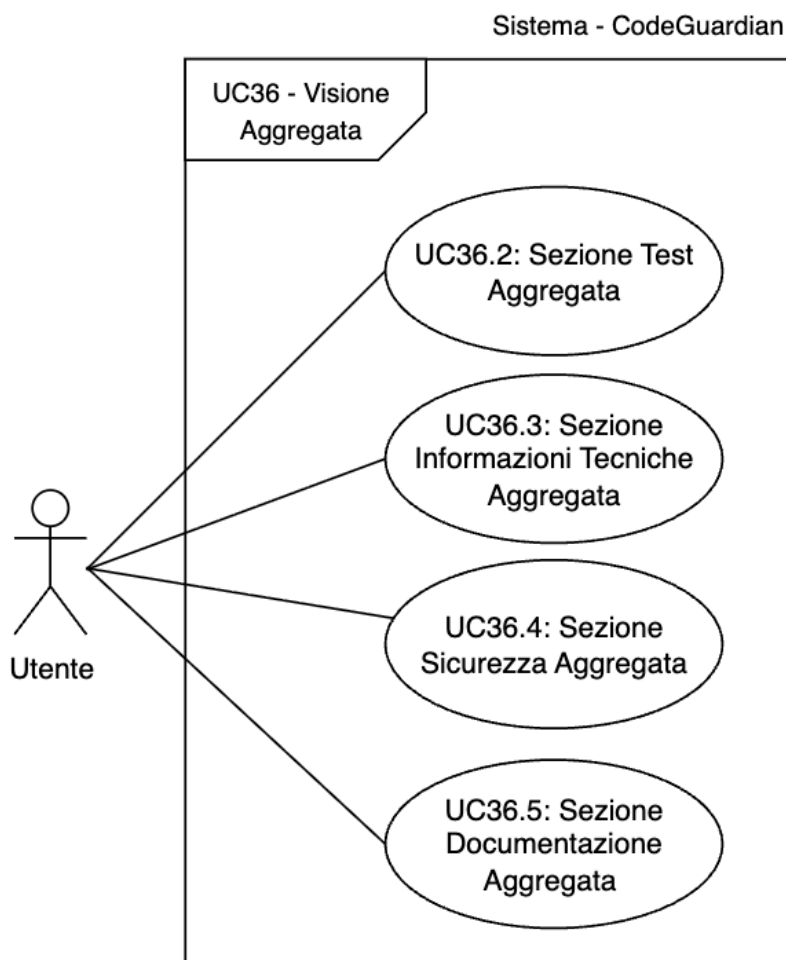 Sistema - CodeGuardian
UC36 - Visione
Aggregata
UC36.2: Sezione Test
Aggregata
UC36.3: Sezione
Informazioni Tecniche
Aggregata
UC36.4: Sezione
Sicurezza Aggregata
Utente
UC36.5: Sezione
Documentazione
Aggregata